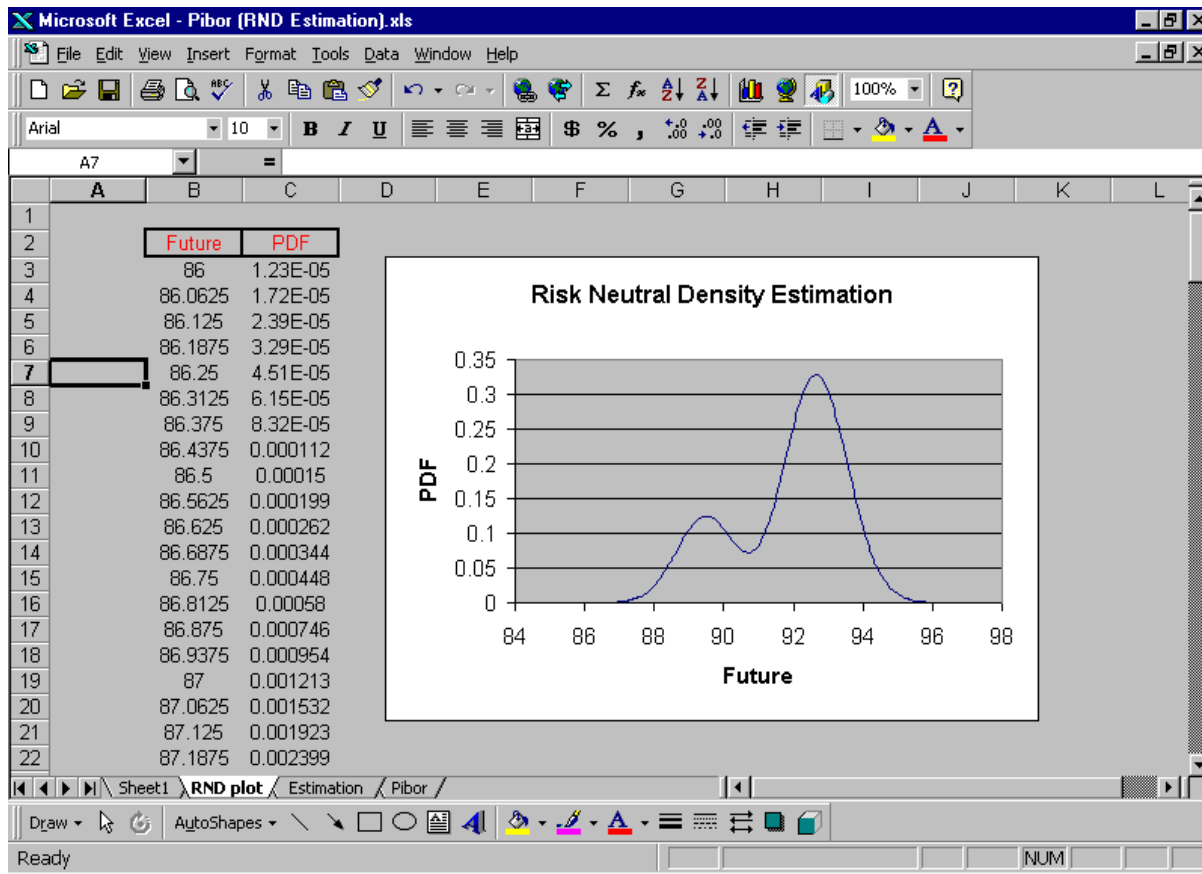 Microsoft Excel - Pibor (RND Estimation).xls
File Edit View Insert Format Tools Data Window Help
ABC Σ fx A Z Z A 100% ?
Arial 10 B I U $ % , .0 .00 .00 .0 A
A7 =
A B C D E F G H I J K L
1
2 Future PDF
3 86 1.23E-05
4 86.0625 1.72E-05
5 86.125 2.39E-05
6 86.1875 3.29E-05
7 86.25 4.51E-05
8 86.3125 6.15E-05
9 86.375 8.32E-05
10 86.4375 0.000112
11 86.5 0.00015
12 86.5625 0.000199
13 86.625 0.000262
14 86.6875 0.000344
15 86.75 0.000448
16 86.8125 0.00058
17 86.875 0.000746
18 86.9375 0.000954
19 87 0.001213
20 87.0625 0.001532
21 87.125 0.001923
22 87.1875 0.002399
Risk Neutral Density Estimation
PDF
0.35
0.3
0.25
0.2
0.15
0.1
0.05
0
84 86 88 90 92 94 96 98
Future
Sheet1 RND plot Estimation Pibor
Draw AutoShapes A A
Ready NUM